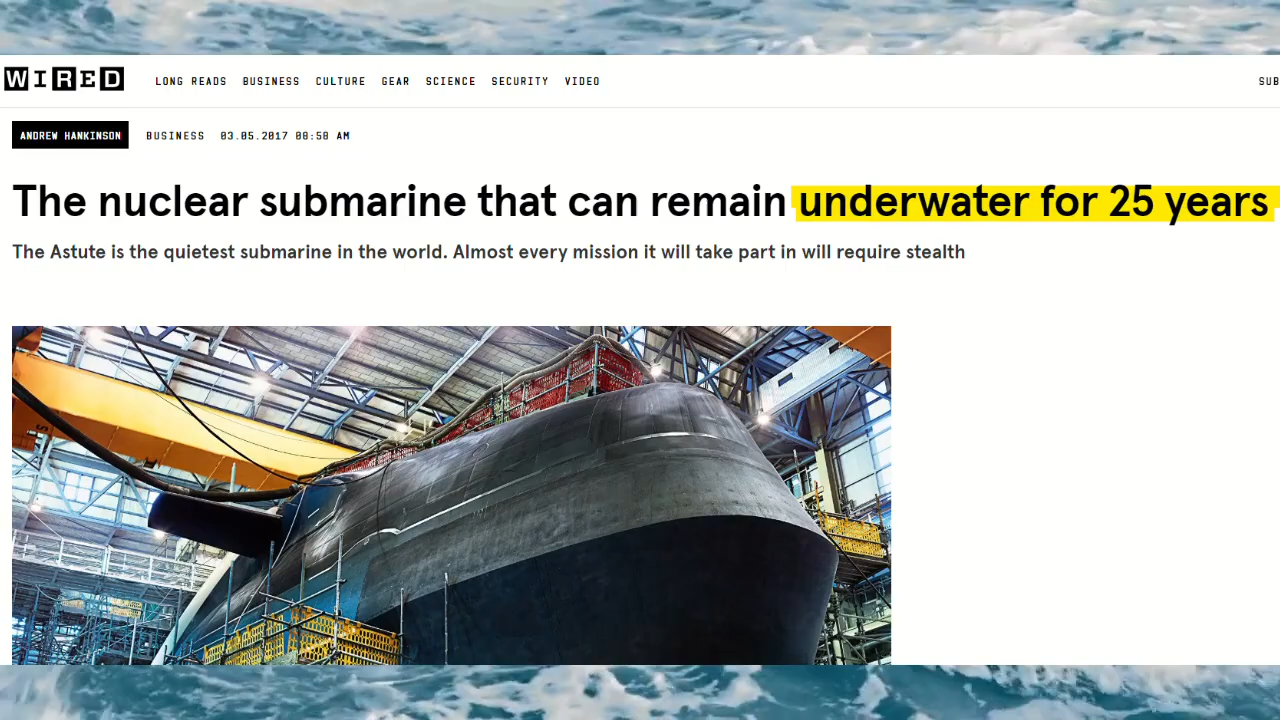 WIRED LONG READS BUSINESS CULTURE GEAR SCIENCE SECURITY VIDEO
ANDREW HANKINSON BUSINESS 03.05.2017 08:50 AM
The nuclear submarine that can remain underwater for 25 years
The Astute is the quietest submarine in the world. Almost every mission it will take part in will require stealth